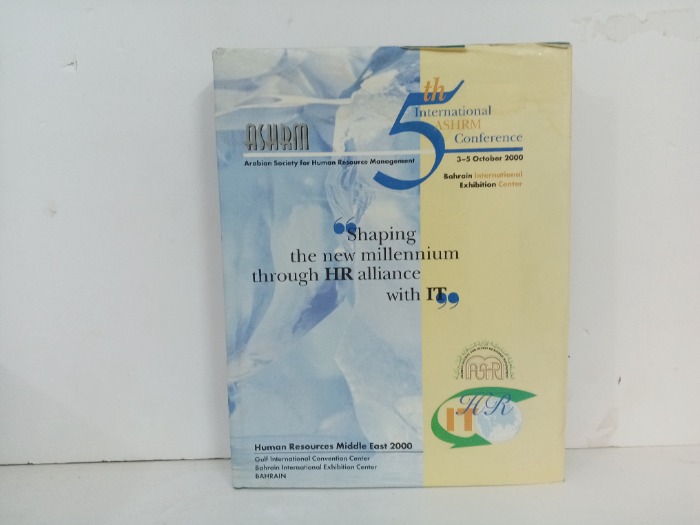 5th
International
ASHRM
Conference
3-5 October 2000
Bahrain International
Exhibition Center
ASHRM
Arabian Society for Human Resource Management
“Shaping
the new millennium
through HR alliance
with IT”
ASHRM
HR
IT
Human Resources Middle East 2000
Gulf International Convention Center
Bahrain International Exhibition Center
BAHRAIN